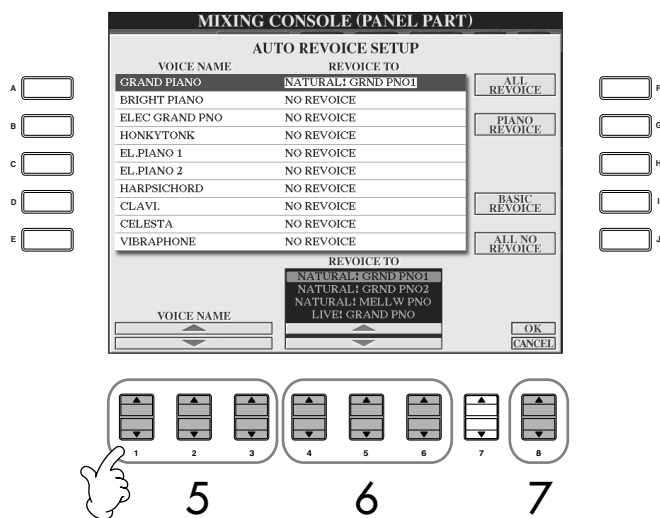 MIXING CONSOLE (PANEL PART)
AUTO REVOICE SETUP
VOICE NAME REVOICE TO
GRAND PIANO NATURAL! GRND PNO1
BRIGHT PIANO NO REVOICE
ELEC GRAND PNO NO REVOICE
HONKYTONK NO REVOICE
EL.PIANO 1 NO REVOICE
EL.PIANO 2 NO REVOICE
HARPSICHORD NO REVOICE
CLAVI. NO REVOICE
CELESTA NO REVOICE
VIBRAPHONE NO REVOICE
ALL
REVOICE
PIANO
REVOICE
BASIC
REVOICE
ALL NO
REVOICE
A
B
C
D
E
F
G
H
I
J
REVOICE TO
NATURAL! GRND PNO1
NATURAL! GRND PNO2
NATURAL! MELLW PNO
LIVE! GRAND PNO
VOICE NAME
OK
CANCEL
1 2 3 4 5 6 7 8
5 6 7